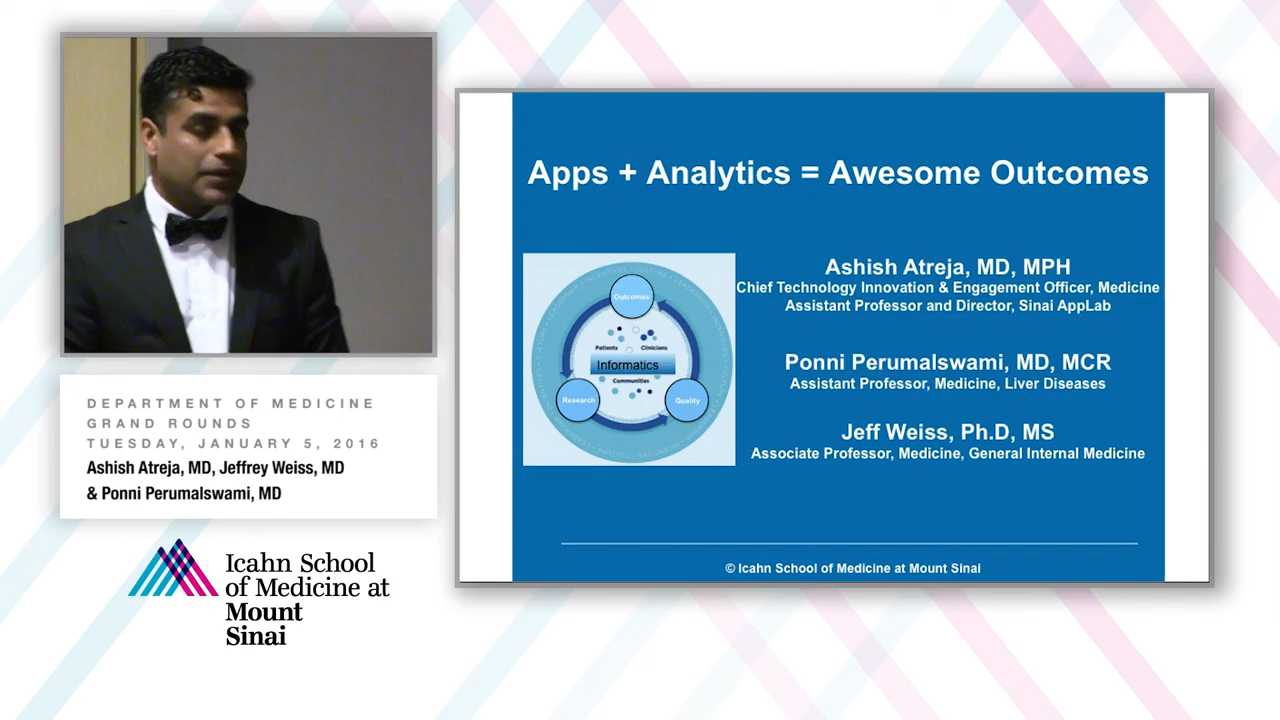 DEPARTMENT OF MEDICINE
GRAND ROUNDS
TUESDAY, JANUARY 5, 2016
Ashish Atreja, MD, Jeffrey Weiss, MD
& Ponni Perumalswami, MD
Icahn School
of Medicine at
Mount
Sinai
Apps + Analytics = Awesome Outcomes
Outcomes
Patients
Clinicians
Informatics
Communities
Research
Quality
Ashish Atreja, MD, MPH
Chief Technology Innovation & Engagement Officer, Medicine
Assistant Professor and Director, Sinai AppLab
Ponni Perumalswami, MD, MCR
Assistant Professor, Medicine, Liver Diseases
Jeff Weiss, Ph.D, MS
Associate Professor, Medicine, General Internal Medicine
© Icahn School of Medicine at Mount Sinai